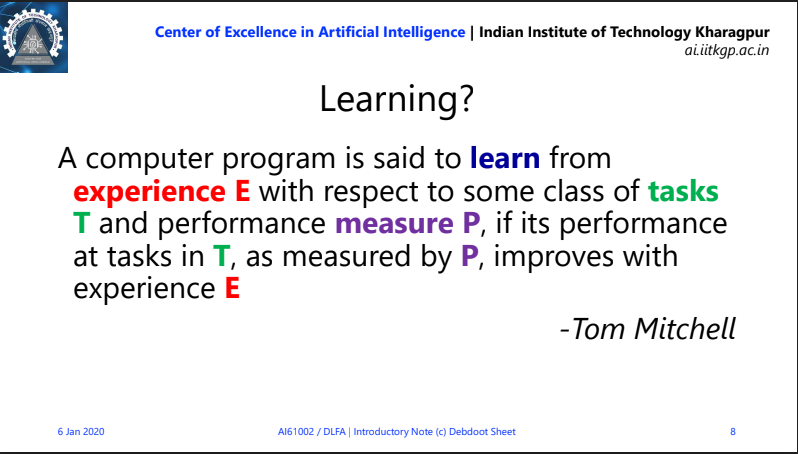 Center of Excellence in Artificial Intelligence | Indian Institute of Technology Kharagpur
ai.iitkgp.ac.in
Learning?
A computer program is said to learn from
experience E with respect to some class of tasks
T and performance measure P, if its performance
at tasks in T, as measured by P, improves with
experience E
-Tom Mitchell
6 Jan 2020
AI61002 / DLFA | Introductory Note (c) Debdoot Sheet
8